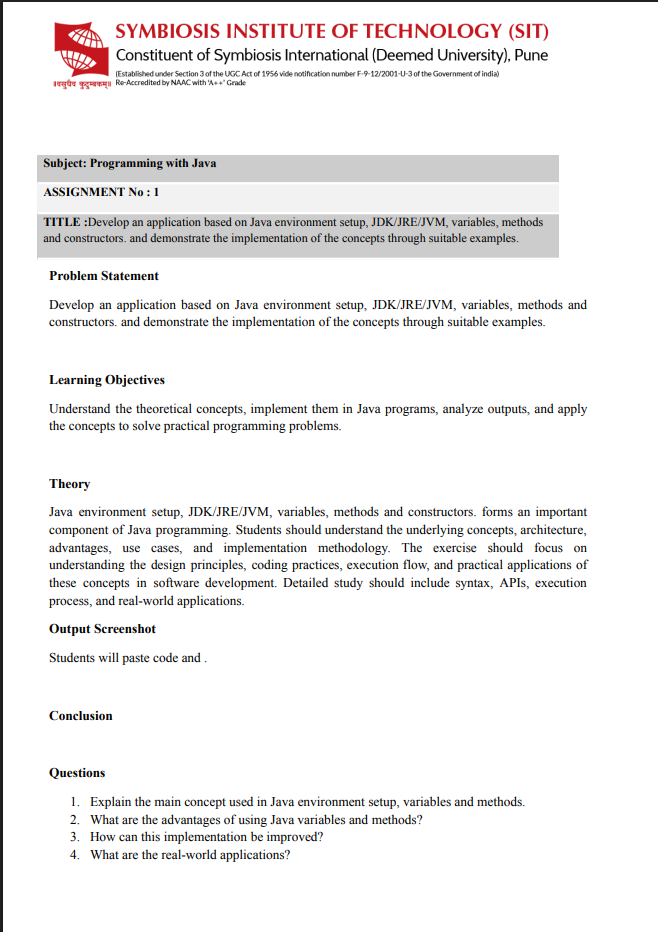 SYMBIOSIS INSTITUTE OF TECHNOLOGY (SIT)
Constituent of Symbiosis International (Deemed University), Pune
(Established under Section 3 of the UGC Act of 1956 vide notification number F-9-12/2001-U-3 of the Government of India)
॥वसुधैव कुटुम्बकम्॥ Re-Accredited by NAAC with 'A++' Grade
Subject: Programming with Java
ASSIGNMENT No : 1
TITLE :Develop an application based on Java environment setup, JDK/JRE/JVM, variables, methods
and constructors. and demonstrate the implementation of the concepts through suitable examples.
Problem Statement
Develop an application based on Java environment setup, JDK/JRE/JVM, variables, methods and
constructors. and demonstrate the implementation of the concepts through suitable examples.
Learning Objectives
Understand the theoretical concepts, implement them in Java programs, analyze outputs, and apply
the concepts to solve practical programming problems.
Theory
Java environment setup, JDK/JRE/JVM, variables, methods and constructors. forms an important
component of Java programming. Students should understand the underlying concepts, architecture,
advantages, use cases, and implementation methodology. The exercise should focus on
understanding the design principles, coding practices, execution flow, and practical applications of
these concepts in software development. Detailed study should include syntax, APIs, execution
process, and real-world applications.
Output Screenshot
Students will paste code and .
Conclusion
Questions
1. Explain the main concept used in Java environment setup, variables and methods.
2. What are the advantages of using Java variables and methods?
3. How can this implementation be improved?
4. What are the real-world applications?